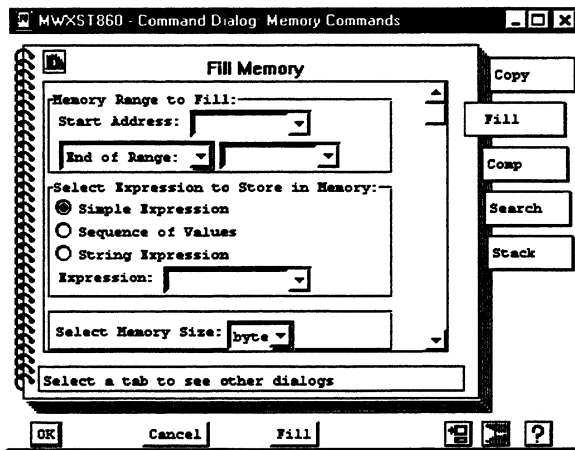 MWXST860 - Command Dialog: Memory Commands
Fill Memory
Memory Range to Fill:
Start Address:
End of Range:
Select Expression to Store in Memory:
Simple Expression
Sequence of Values
String Expression
Expression:
Select Memory Size: byte
Select a tab to see other dialogs
Copy
Fill
Comp
Search
Stack
OK Cancel Fill ?